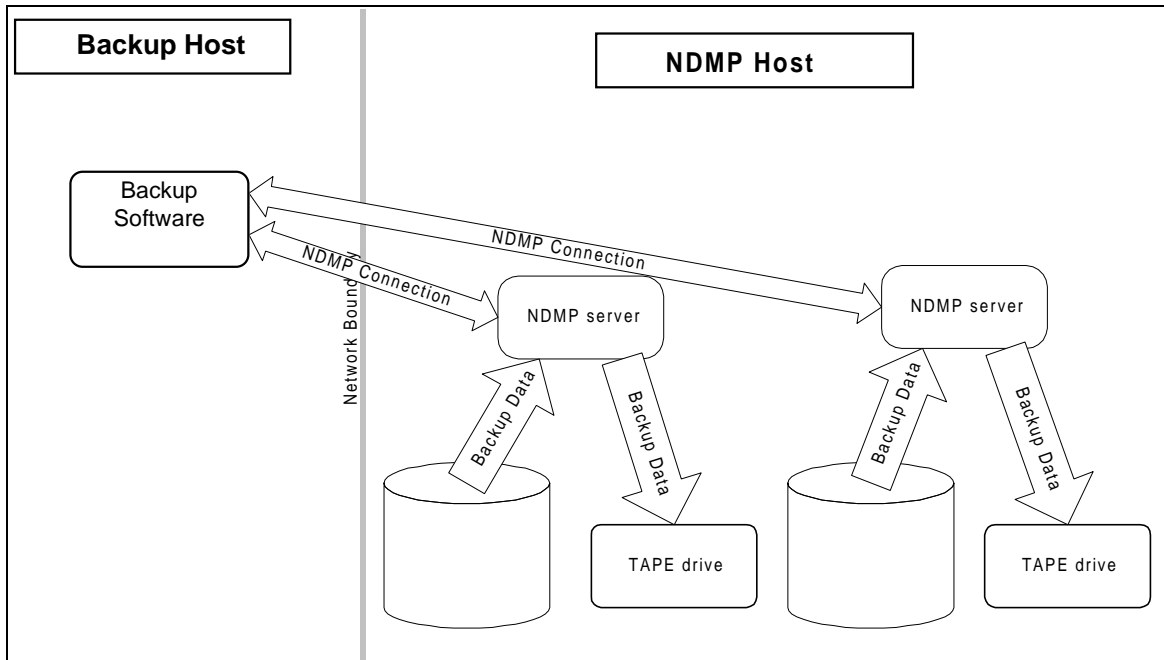 Backup Host
NDMP Host
Backup
Software
NDMP Connection
NDMP Connection
Network
NDMP server
NDMP server
Backup Data
Backup Data
Backup Data
Backup Data
TAPE drive
TAPE drive